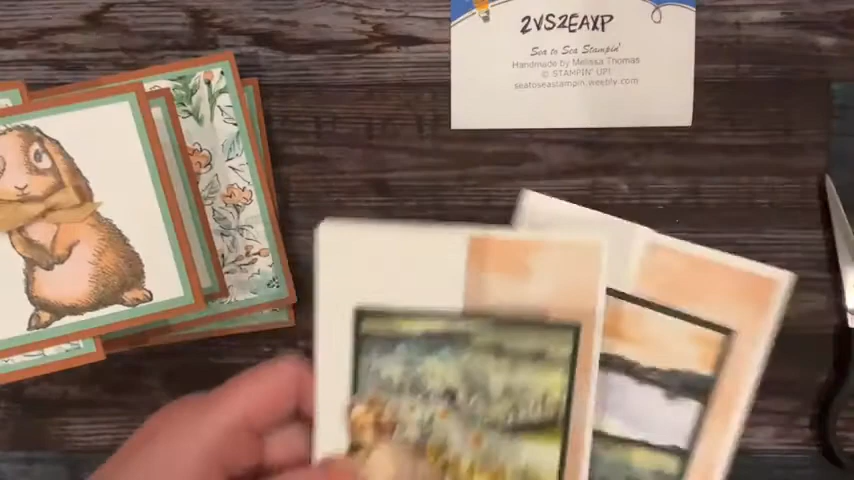 2VS2EAXP
Sea to Sea Stampin'
Handmade by Melissa Thomas
© STAMPIN' UP!
seatoseastampin.weebly.com